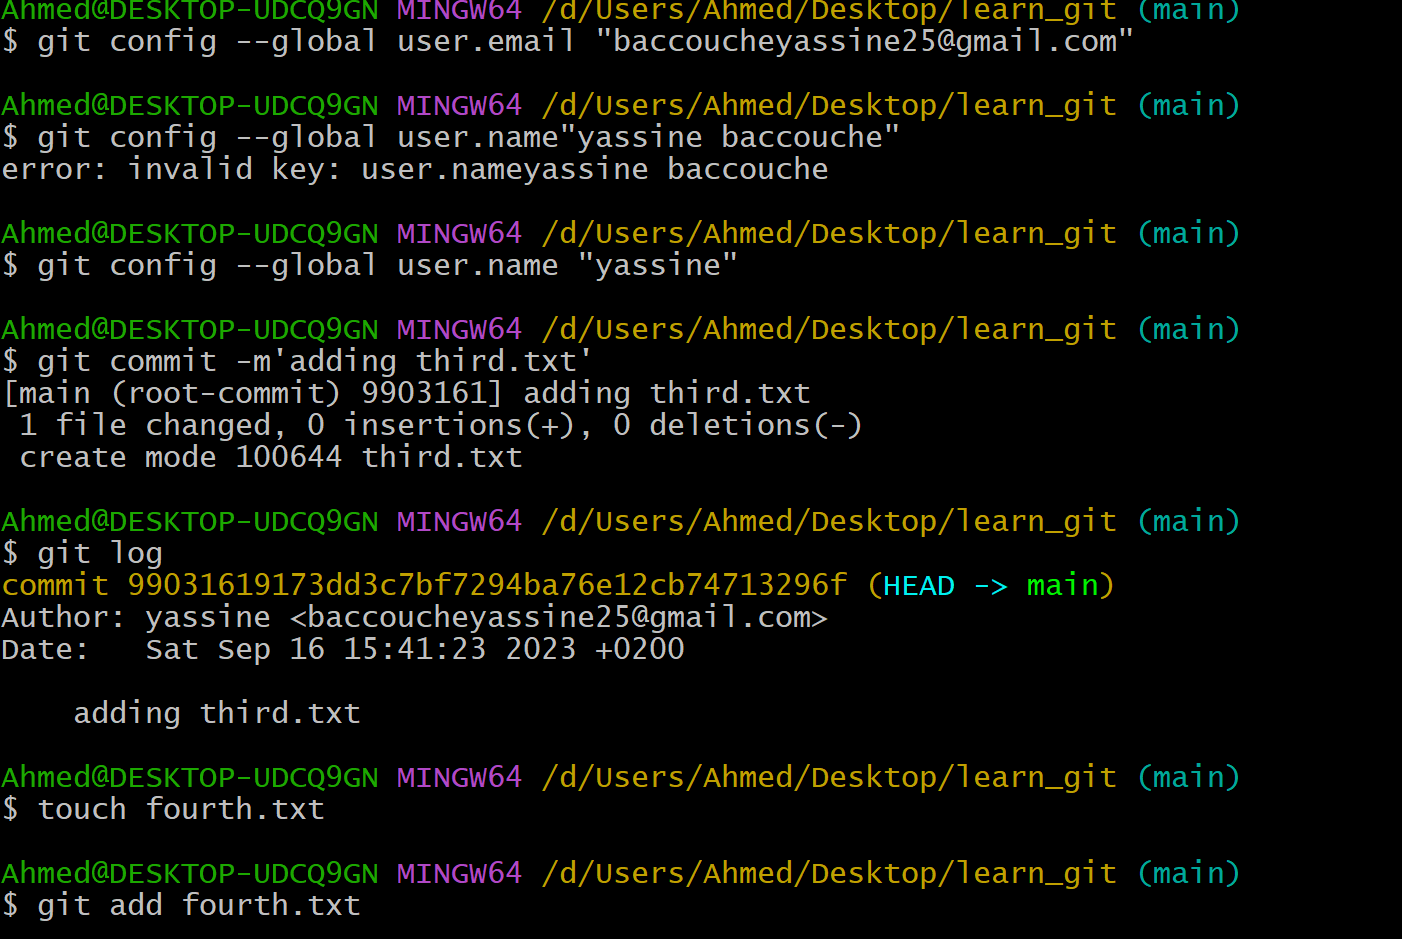 Ahmed@DESKTOP-UDCQ9GN MINGW64 /d/Users/Ahmed/Desktop/learn_git (main)
$ git config --global user.email "baccoucheyassine25@gmail.com"
Ahmed@DESKTOP-UDCQ9GN MINGW64 /d/Users/Ahmed/Desktop/learn_git (main)
$ git config --global user.name"yassine baccouche"
error: invalid key: user.nameyassine baccouche
Ahmed@DESKTOP-UDCQ9GN MINGW64 /d/Users/Ahmed/Desktop/learn_git (main)
$ git config --global user.name "yassine"
Ahmed@DESKTOP-UDCQ9GN MINGW64 /d/Users/Ahmed/Desktop/learn_git (main)
$ git commit -m'adding third.txt'
[main (root-commit) 9903161] adding third.txt
 1 file changed, 0 insertions(+), 0 deletions(-)
 create mode 100644 third.txt
Ahmed@DESKTOP-UDCQ9GN MINGW64 /d/Users/Ahmed/Desktop/learn_git (main)
$ git log
commit 99031619173dd3c7bf7294ba76e12cb74713296f (HEAD -> main)
Author: yassine <baccoucheyassine25@gmail.com>
Date:   Sat Sep 16 15:41:23 2023 +0200
    adding third.txt
Ahmed@DESKTOP-UDCQ9GN MINGW64 /d/Users/Ahmed/Desktop/learn_git (main)
$ touch fourth.txt
Ahmed@DESKTOP-UDCQ9GN MINGW64 /d/Users/Ahmed/Desktop/learn_git (main)
$ git add fourth.txt